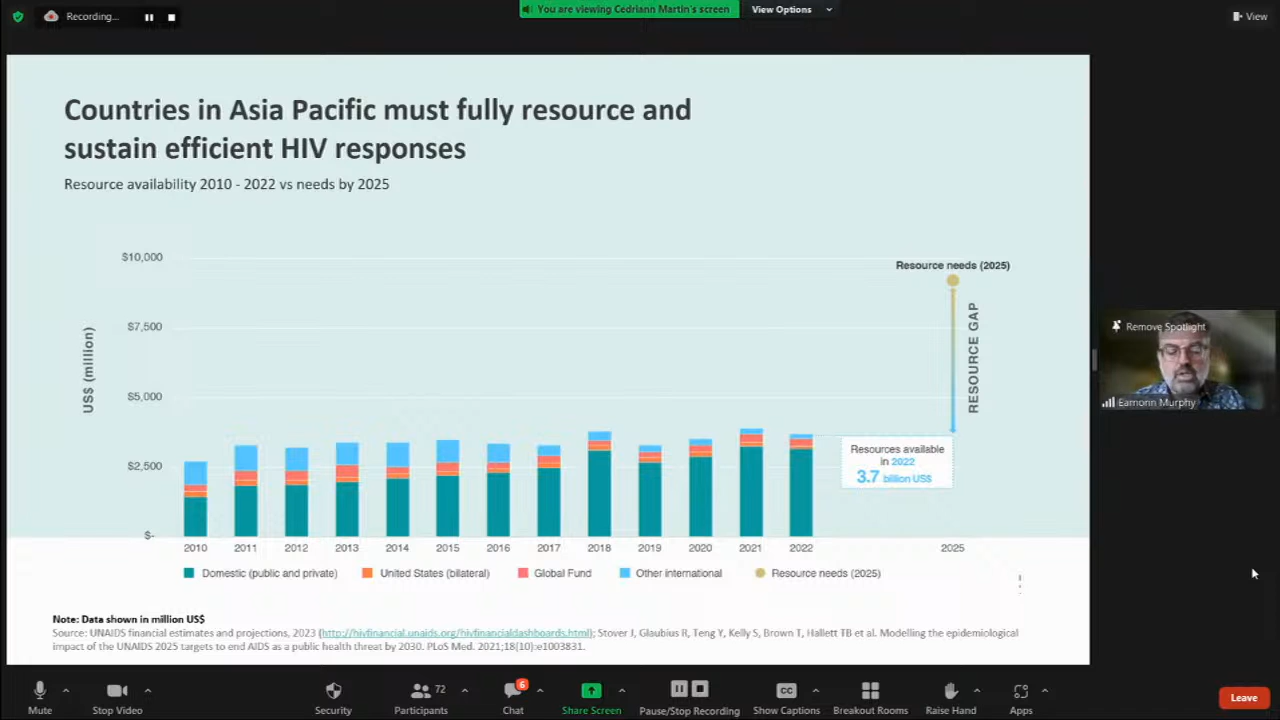 Recording...
You are viewing Cedriann Martin's screen
View Options
View
Countries in Asia Pacific must fully resource and
sustain efficient HIV responses
Resource availability 2010 - 2022 vs needs by 2025
$10,000
$7,500
$5,000
$2,500
$-
US$ (million)
Resource needs (2025)
RESOURCE GAP
Resources available
in 2022
3.7 billion US$
2010 2011 2012 2013 2014 2015 2016 2017 2018 2019 2020 2021 2022 2025
Domestic (public and private) United States (bilateral) Global Fund Other international Resource needs (2025)
Note: Data shown in million US$
Source: UNAIDS financial estimates and projections, 2023 (http://hivfinancial.unaids.org/hivfinancialdashboards.html); Stover J, Glaubius R, Teng Y, Kelly S, Brown T, Hallett TB et al. Modelling the epidemiological
impact of the UNAIDS 2025 targets to end AIDS as a public health threat by 2030. PLoS Med. 2021;18(10):e1003831.
Remove Spotlight
Eamonn Murphy
72
6
CC
Mute Stop Video Security Participants Chat Share Screen Pause/Stop Recording Show Captions Breakout Rooms Raise Hand Apps
Leave